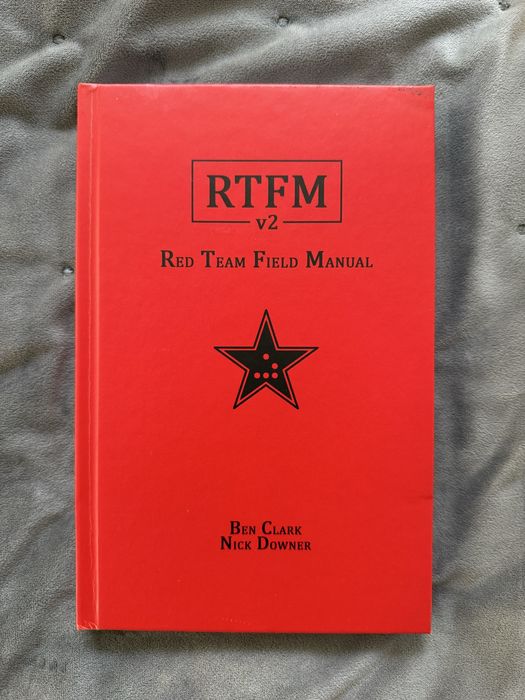 RTFM
v2
Red Team Field Manual
Ben Clark
Nick Downer